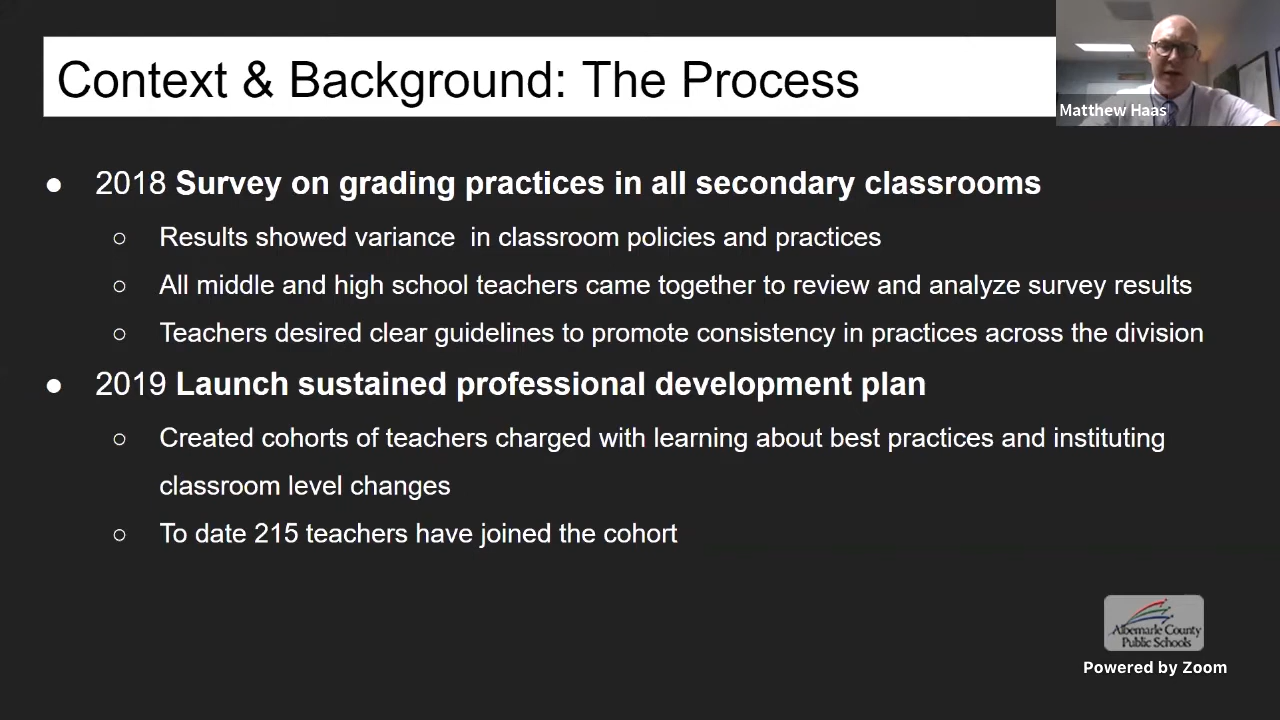 Context & Background: The Process
Matthew Haas
● 2018 Survey on grading practices in all secondary classrooms
○ Results showed variance in classroom policies and practices
○ All middle and high school teachers came together to review and analyze survey results
○ Teachers desired clear guidelines to promote consistency in practices across the division
● 2019 Launch sustained professional development plan
○ Created cohorts of teachers charged with learning about best practices and instituting
classroom level changes
○ To date 215 teachers have joined the cohort
Albemarle County
Public Schools
Powered by Zoom